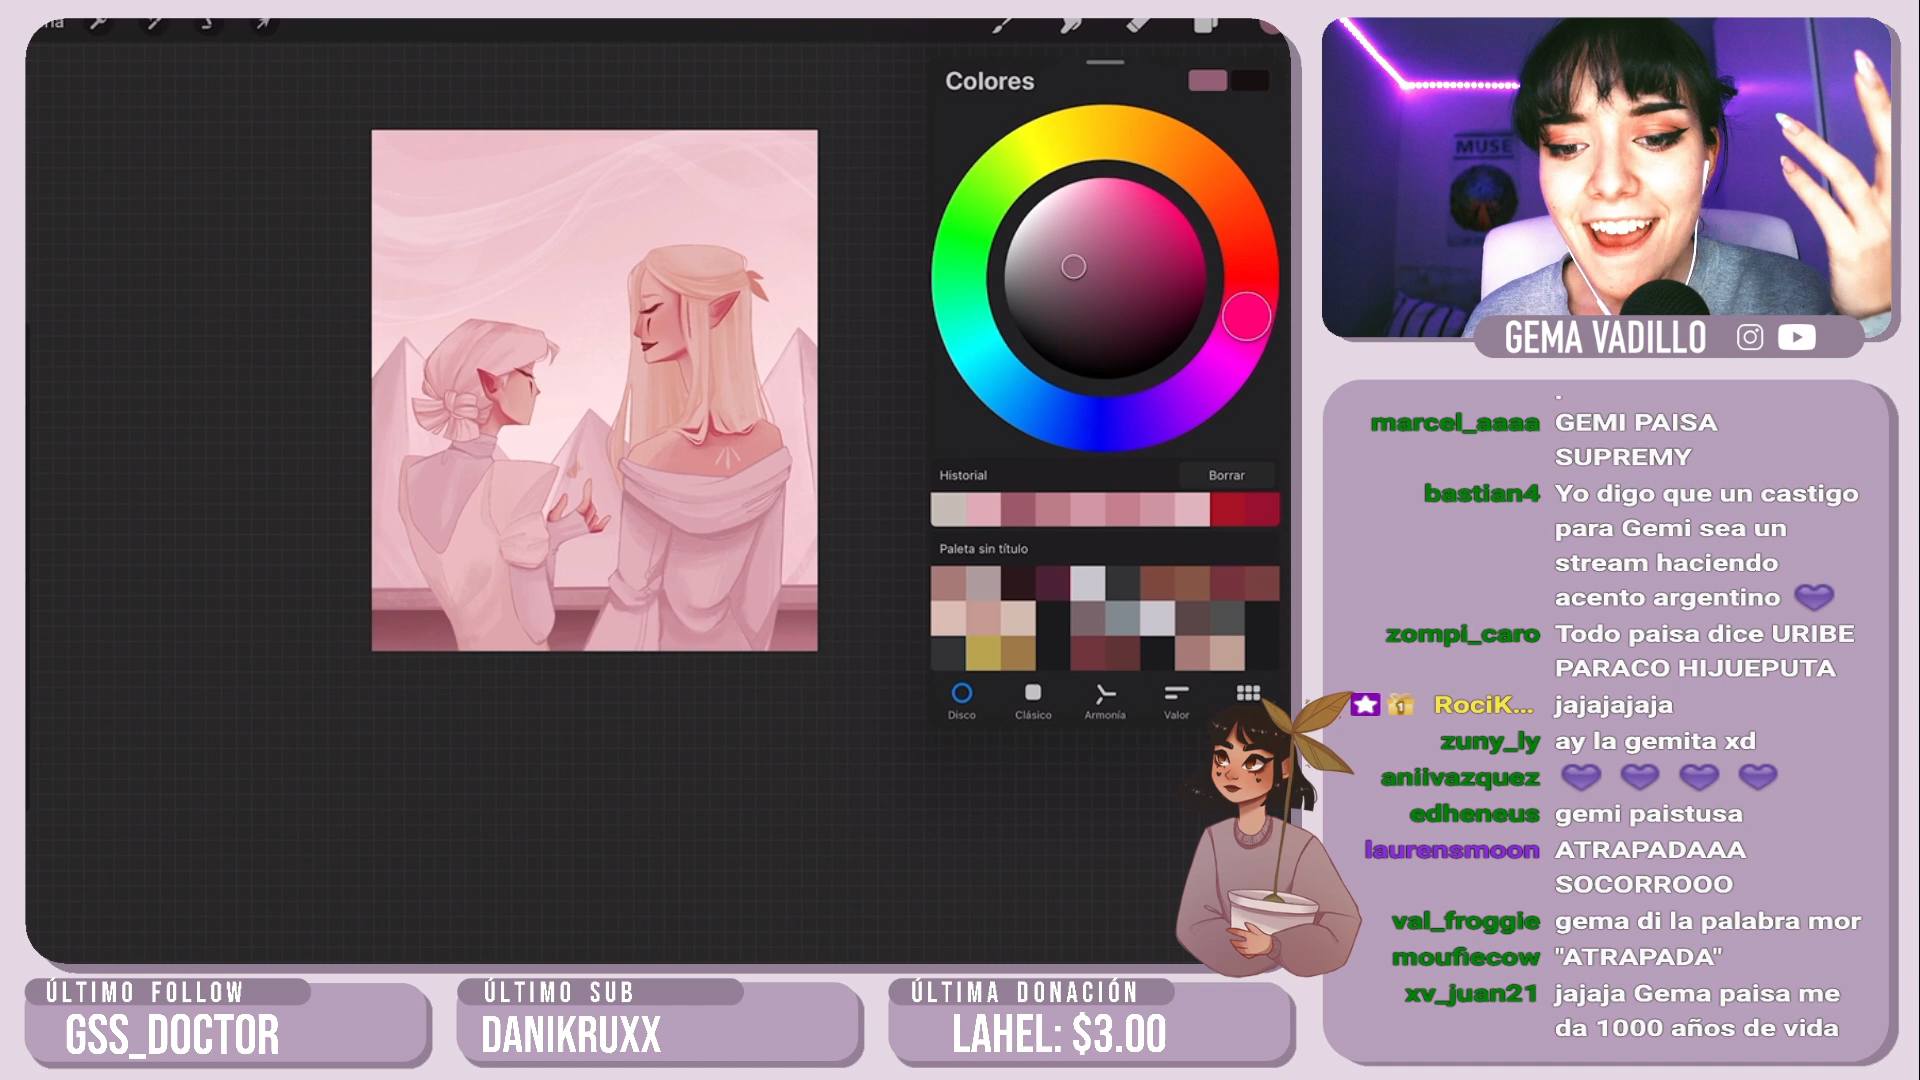 Colores
Historial
Borrar
Paleta sin título
Disco
Clásico
Armonía
Valor
MUSE
GEMA VADILLO
marcel_aaaa GEMI PAISA
SUPREMY
bastian4 Yo digo que un castigo
para Gemi sea un
stream haciendo
acento argentino
zompi_caro Todo paisa dice URIBE
PARACO HIJUEPUTA
1 RociK... jajajajaja
zuny_ly ay la gemita xd
aniivazquez
edheneus gemi paistusa
laurensmoon ATRAPADAAA
SOCORROOO
val_froggie gema di la palabra mor
moufiecow "ATRAPADA"
xv_juan21 jajaja Gema paisa me
da 1000 años de vida
ÚLTIMO FOLLOW
GSS_DOCTOR
ÚLTIMO SUB
DANIKRUXX
ÚLTIMA DONACIÓN
LAHEL: $3.00